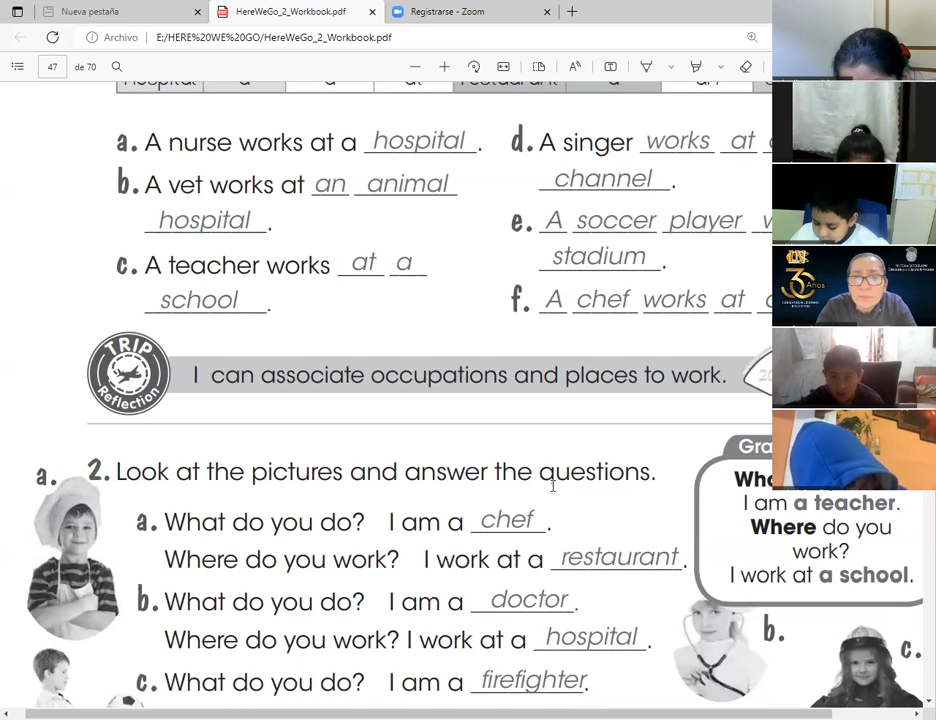 Nueva pestaña
HereWeGo_2_Workbook.pdf
Registrarse - Zoom
Archivo
E:/HERE%20WE%20GO/HereWeGo_2_Workbook.pdf
47 de 70
a. A nurse works at a hospital.
b. A vet works at an animal
hospital.
c. A teacher works at a
school.
d. A singer works at
channel.
e. A soccer player
stadium.
f. A chef works at
TRIP
Reflection
I can associate occupations and places to work.
2. Look at the pictures and answer the questions.
a.
a. What do you do? I am a chef.
Where do you work? I work at a restaurant.
b. What do you do? I am a doctor.
Where do you work? I work at a hospital.
c. What do you do? I am a firefighter.
I am a teacher.
Where do you
work?
I work at a school.
b.
c.
30
Años